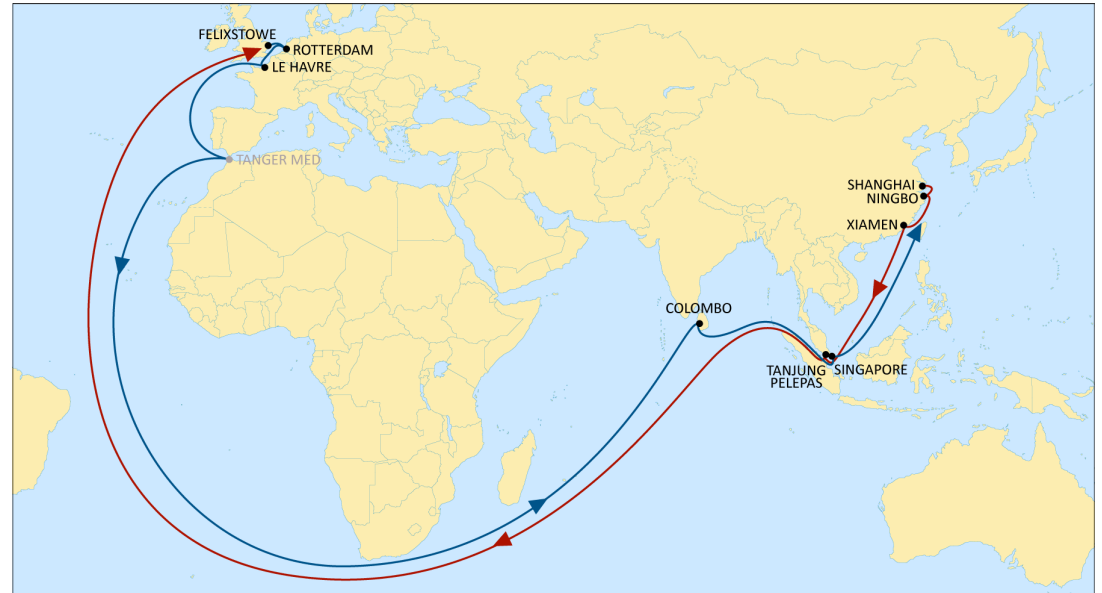 FELIXSTOWE
ROTTERDAM
LE HAVRE
TANGER MED
SHANGHAI
NINGBO
XIAMEN
COLOMBO
TANJUNG
PELEPAS
SINGAPORE